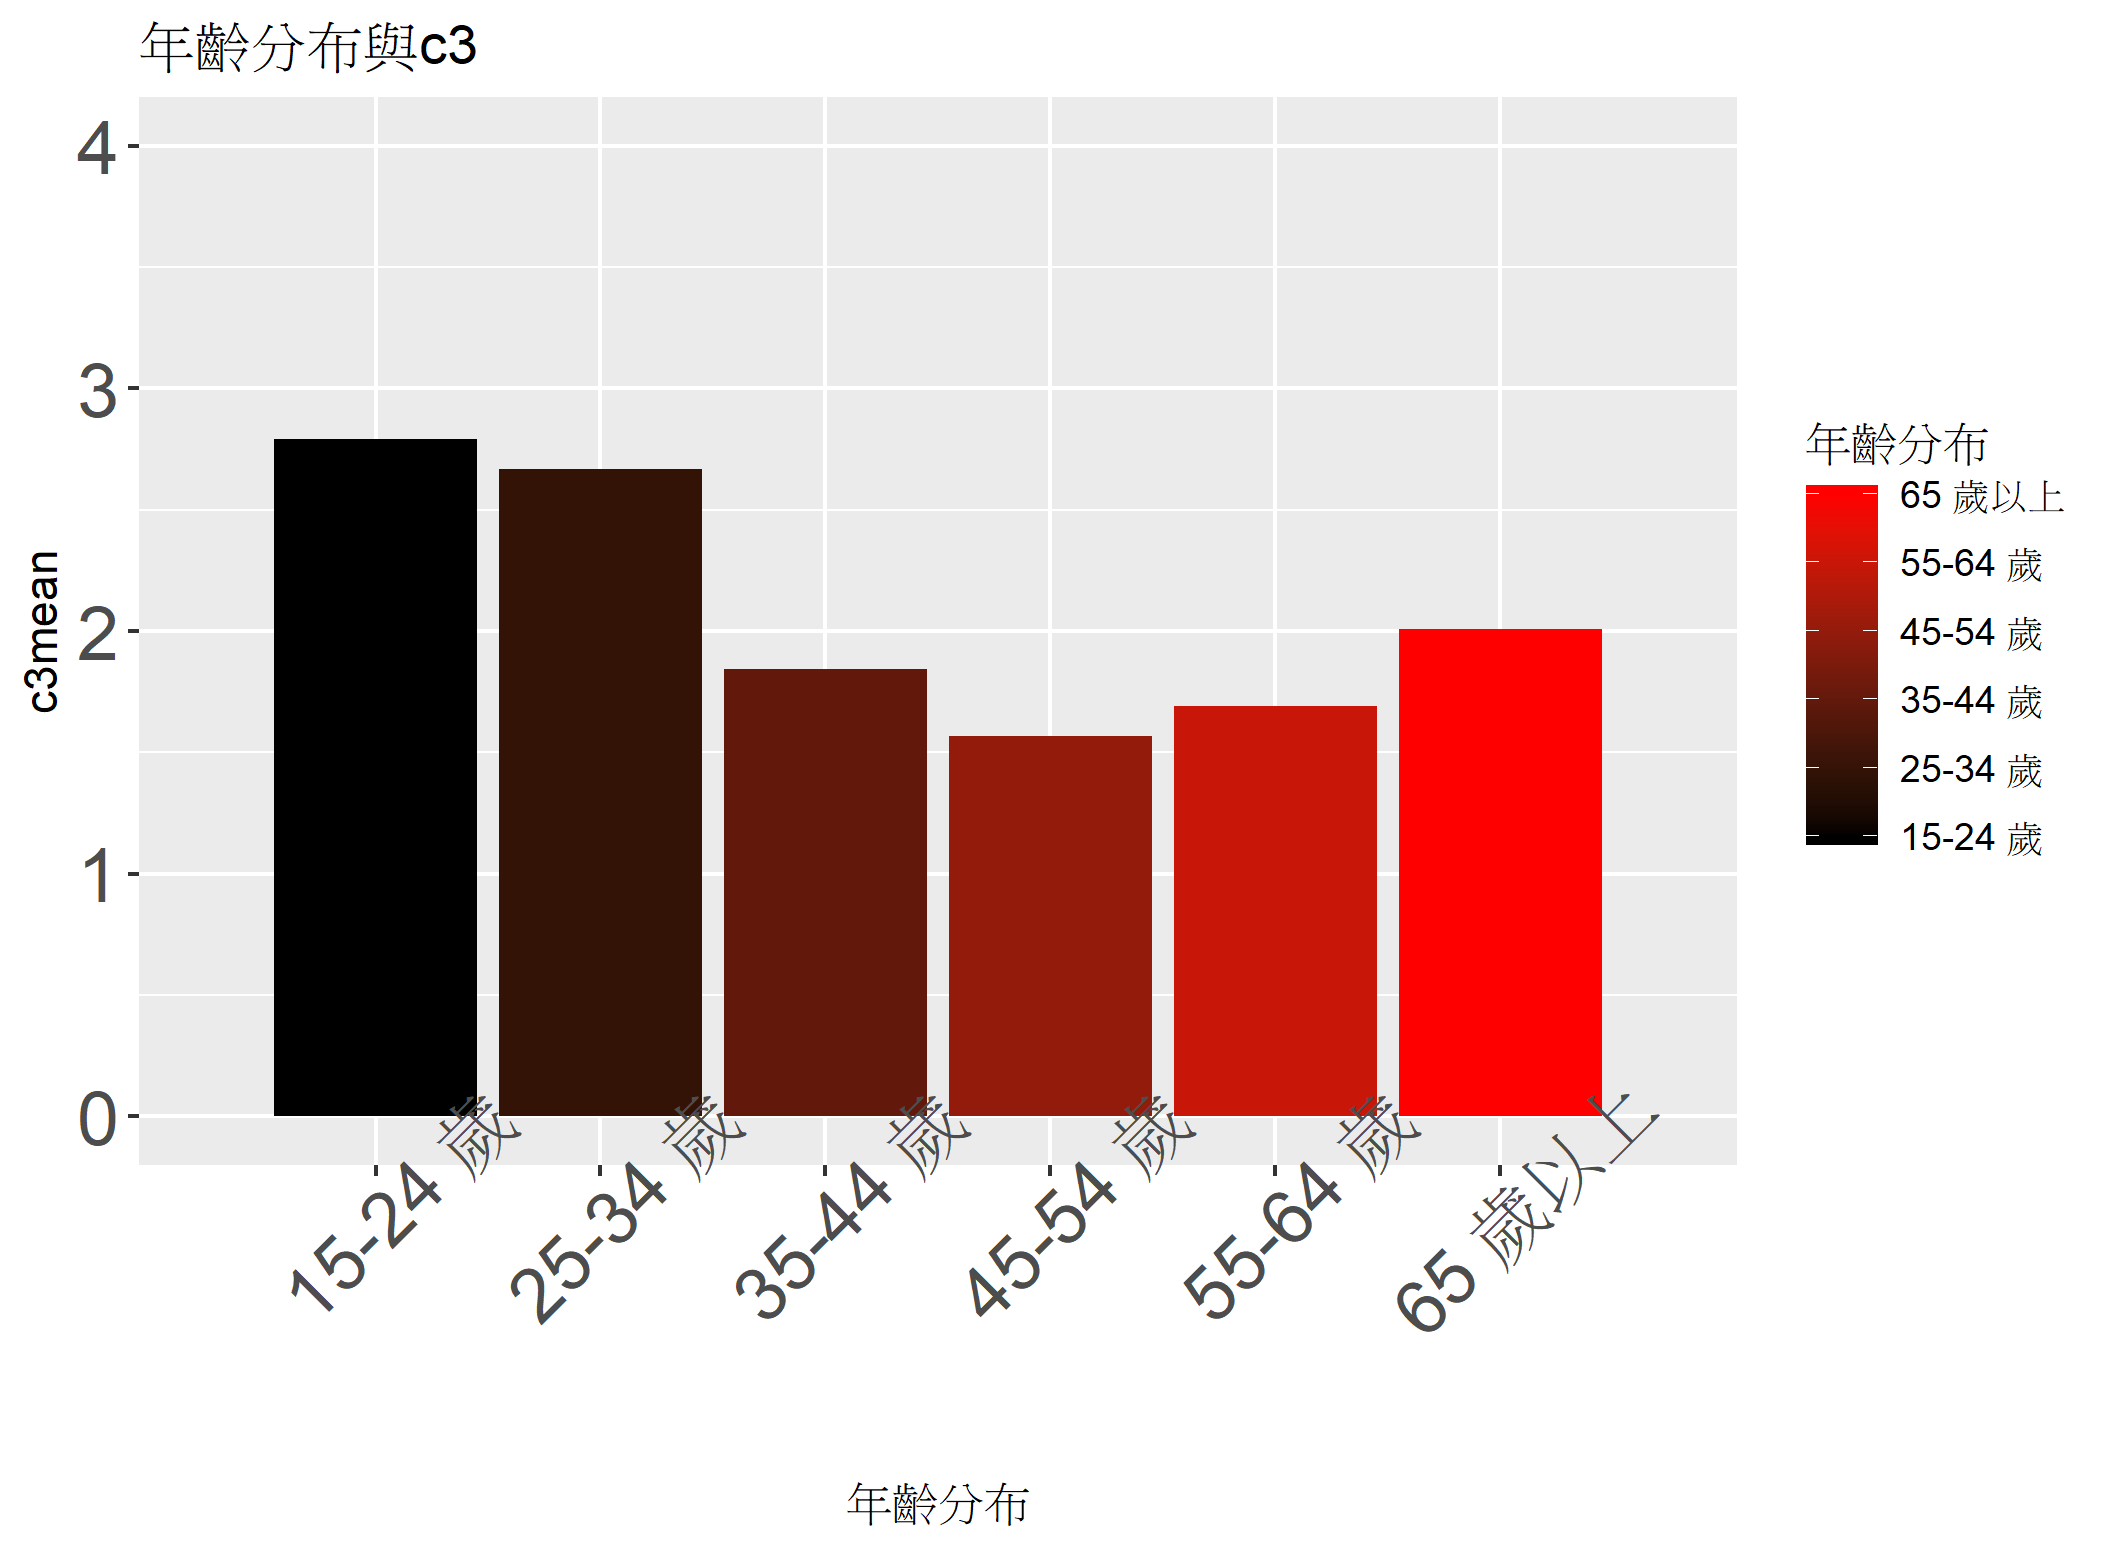 年齡分布與c3
c3mean
4
3
2
1
0
15-24 歲
25-34 歲
35-44 歲
45-54 歲
55-64 歲
65 歲以上
年齡分布
年齡分布
65 歲以上
55-64 歲
45-54 歲
35-44 歲
25-34 歲
15-24 歲